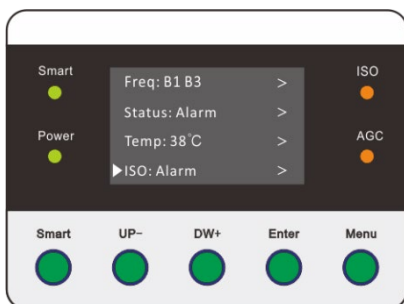 Smart
Power
Freq: B1 B3 >
Status: Alarm >
Temp: 38℃ >
▶ISO: Alarm >
ISO
AGC
Smart UP− DW+ Enter Menu